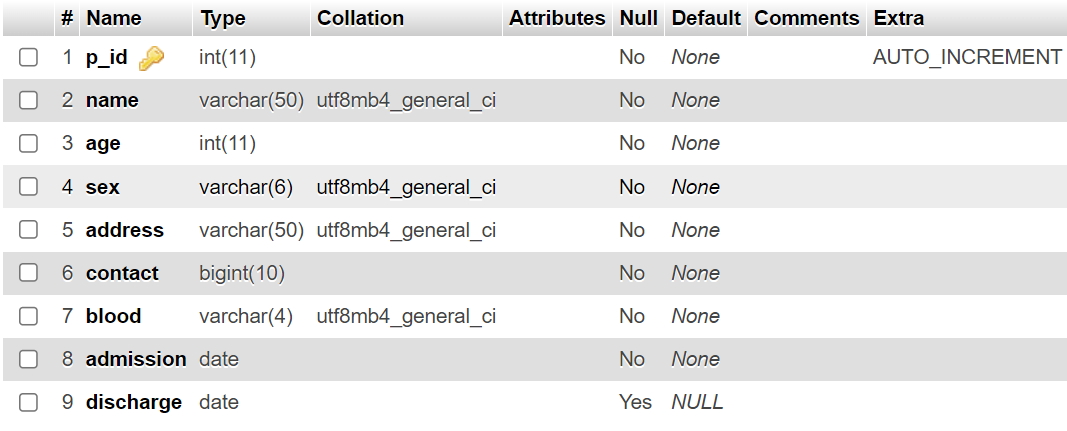 # Name Type Collation Attributes Null Default Comments Extra
1 p_id int(11) No None AUTO_INCREMENT
2 name varchar(50) utf8mb4_general_ci No None
3 age int(11) No None
4 sex varchar(6) utf8mb4_general_ci No None
5 address varchar(50) utf8mb4_general_ci No None
6 contact bigint(10) No None
7 blood varchar(4) utf8mb4_general_ci No None
8 admission date No None
9 discharge date Yes NULL